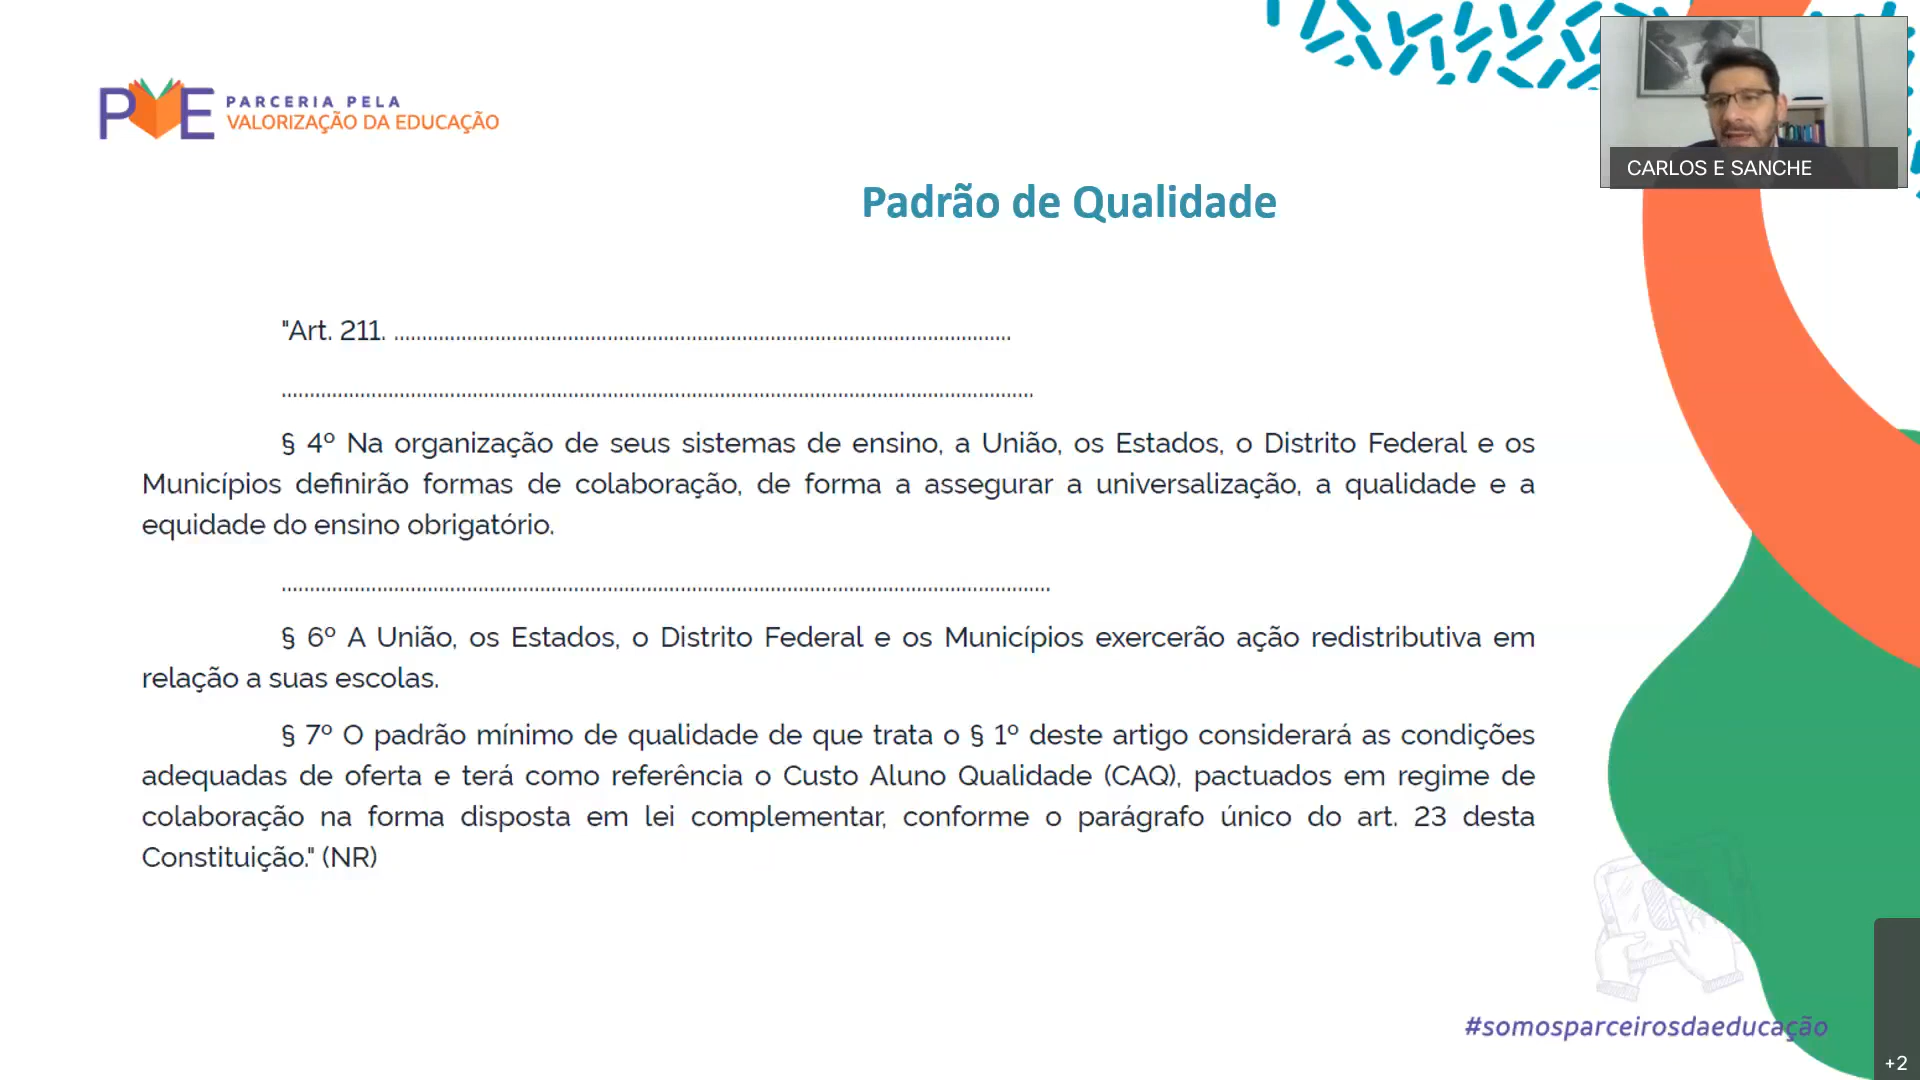 PVE PARCERIA PELA
VALORIZAÇÃO DA EDUCAÇÃO
CARLOS E SANCHE
Padrão de Qualidade
"Art. 211. ..............................................................................................................
......................................................................................................................................
§ 4º Na organização de seus sistemas de ensino, a União, os Estados, o Distrito Federal e os
Municípios definirão formas de colaboração, de forma a assegurar a universalização, a qualidade e a
equidade do ensino obrigatório.
.........................................................................................................................................
§ 6º A União, os Estados, o Distrito Federal e os Municípios exercerão ação redistributiva em
relação a suas escolas.
§ 7º O padrão mínimo de qualidade de que trata o § 1º deste artigo considerará as condições
adequadas de oferta e terá como referência o Custo Aluno Qualidade (CAQ), pactuados em regime de
colaboração na forma disposta em lei complementar, conforme o parágrafo único do art. 23 desta
Constituição." (NR)
#somosparceirosdaeducação
+2